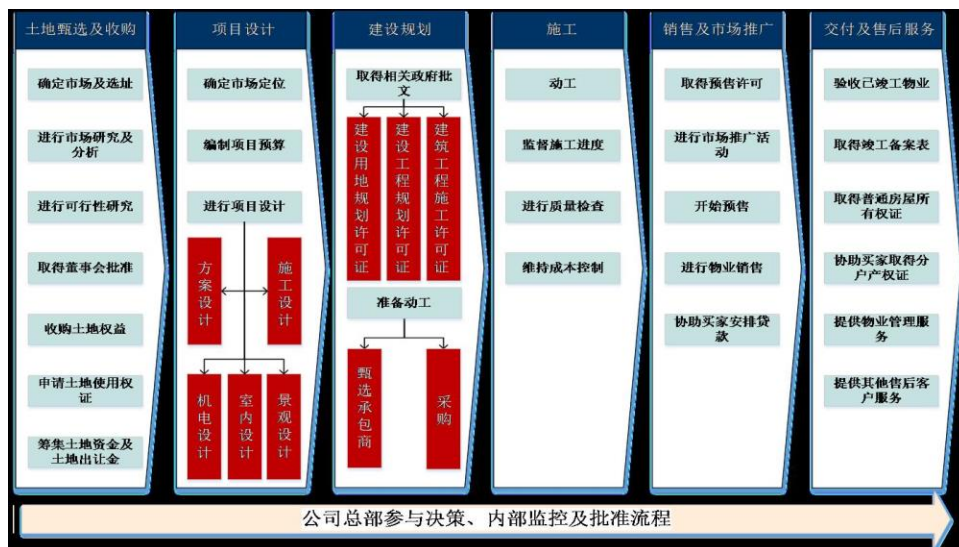 土地甄选及收购
确定市场及选址
进行市场研究及
分析
进行可行性研究
取得董事会批准
收购土地权益
申请土地使用权
证
筹集土地资金及
土地出让金
项目设计
确定市场定位
编制项目预算
进行项目设计
方案设计
施工设计
机电设计
室内设计
景观设计
建设规划
取得相关政府批
文
建设用地规划许可证
建设工程规划许可证
建筑工程施工许可证
准备动工
甄选承包商
采购
施工
动工
监督施工进度
进行质量检查
维持成本控制
销售及市场推广
取得预售许可
进行市场推广活
动
开始预售
进行物业销售
协助买家安排贷
款
交付及售后服务
验收已竣工物业
取得竣工备案表
取得普通房屋所
有权证
协助买家取得分
户产权证
提供物业管理服
务
提供其他售后客
户服务
公司总部参与决策、内部监控及批准流程